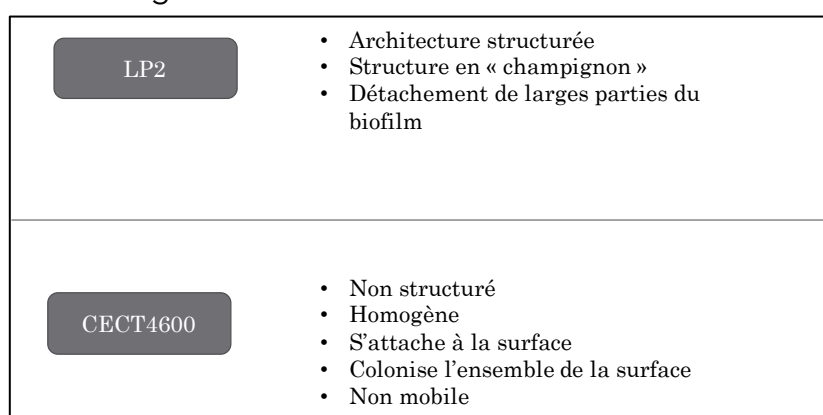 LP2
• Architecture structurée
• Structure en « champignon »
• Détachement de larges parties du
biofilm
CECT4600
• Non structuré
• Homogène
• S'attache à la surface
• Colonise l'ensemble de la surface
• Non mobile